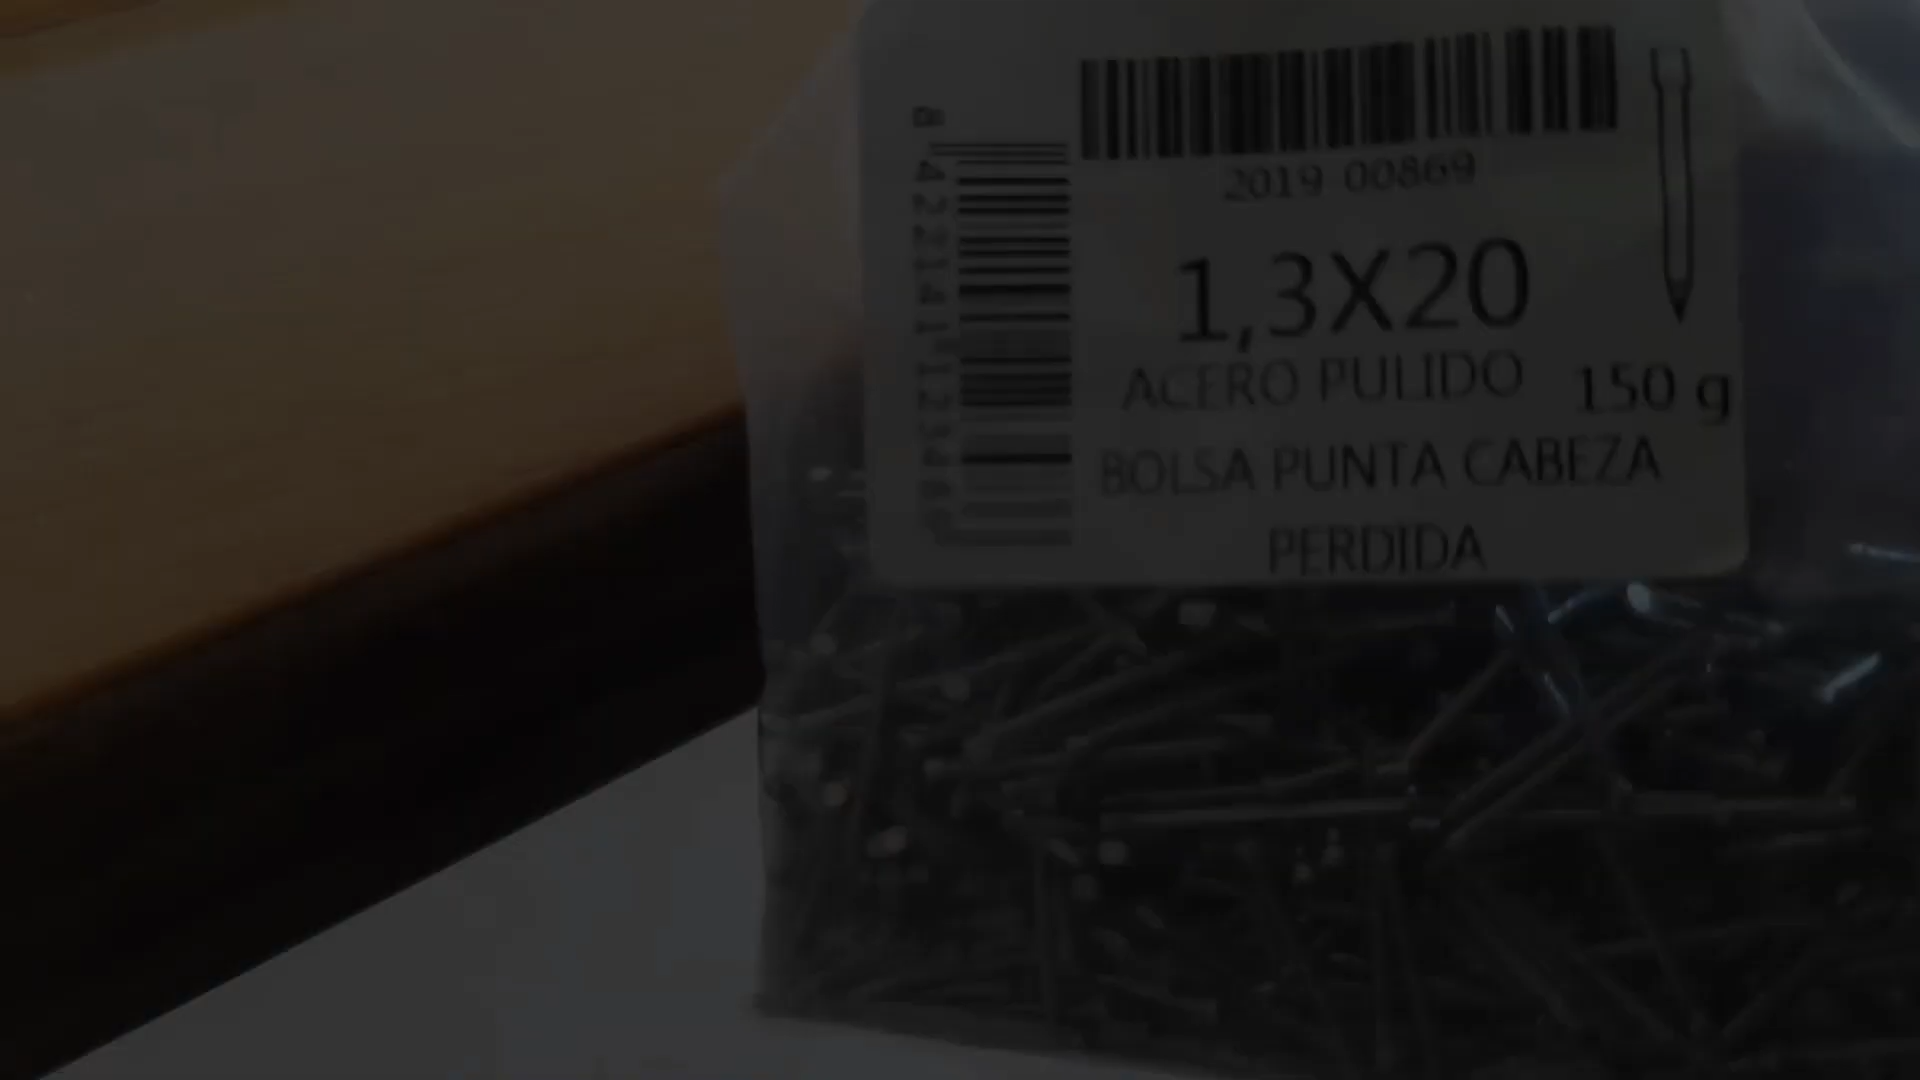 2019 00869
1,3X20
ACERO PULIDO
150 g
BOLSA PUNTA CABEZA
PERDIDA